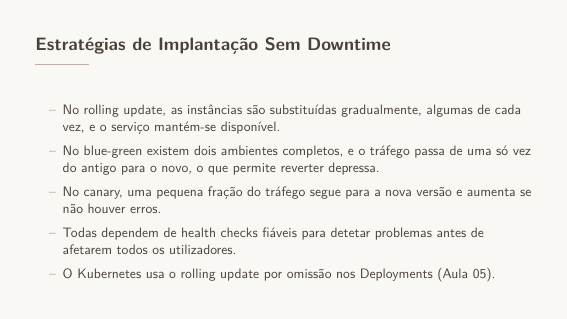 Estratégias de Implantação Sem Downtime
– No rolling update, as instâncias são substituídas gradualmente, algumas de cada
vez, e o serviço mantém-se disponível.
– No blue-green existem dois ambientes completos, e o tráfego passa de uma só vez
do antigo para o novo, o que permite reverter depressa.
– No canary, uma pequena fração do tráfego segue para a nova versão e aumenta se
não houver erros.
– Todas dependem de health checks fiáveis para detetar problemas antes de
afetarem todos os utilizadores.
– O Kubernetes usa o rolling update por omissão nos Deployments (Aula 05).